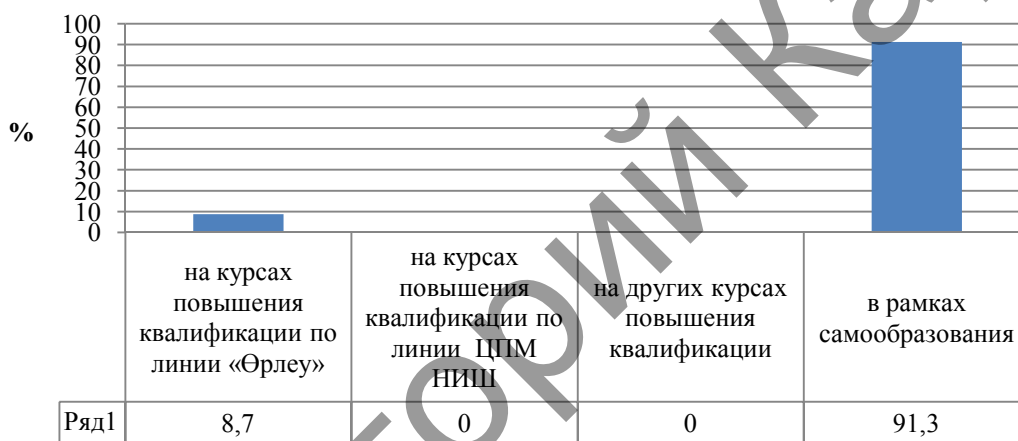 100
90
80
70
60
50
40
30
20
10
0
%
на курсах
повышения
квалификации по
линии «Өрлеу»
на курсах
повышения
квалификации по
линии ЦПМ
НИШ
на других курсах
повышения
квалификации
в рамках
самообразования
Ряд1 8,7 0 0 91,3